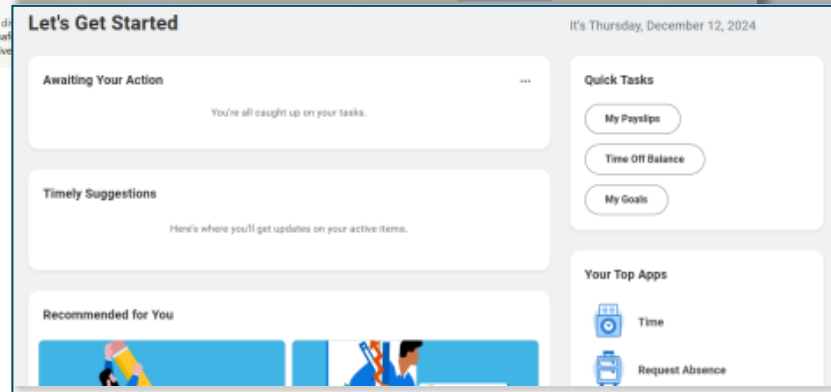 Let's Get Started
It's Thursday, December 12, 2024
Awaiting Your Action
...
You're all caught up on your tasks.
Timely Suggestions
Here's where you'll get updates on your active items.
Recommended for You
Quick Tasks
My Payslips
Time Off Balance
My Goals
Your Top Apps
Time
Request Absence